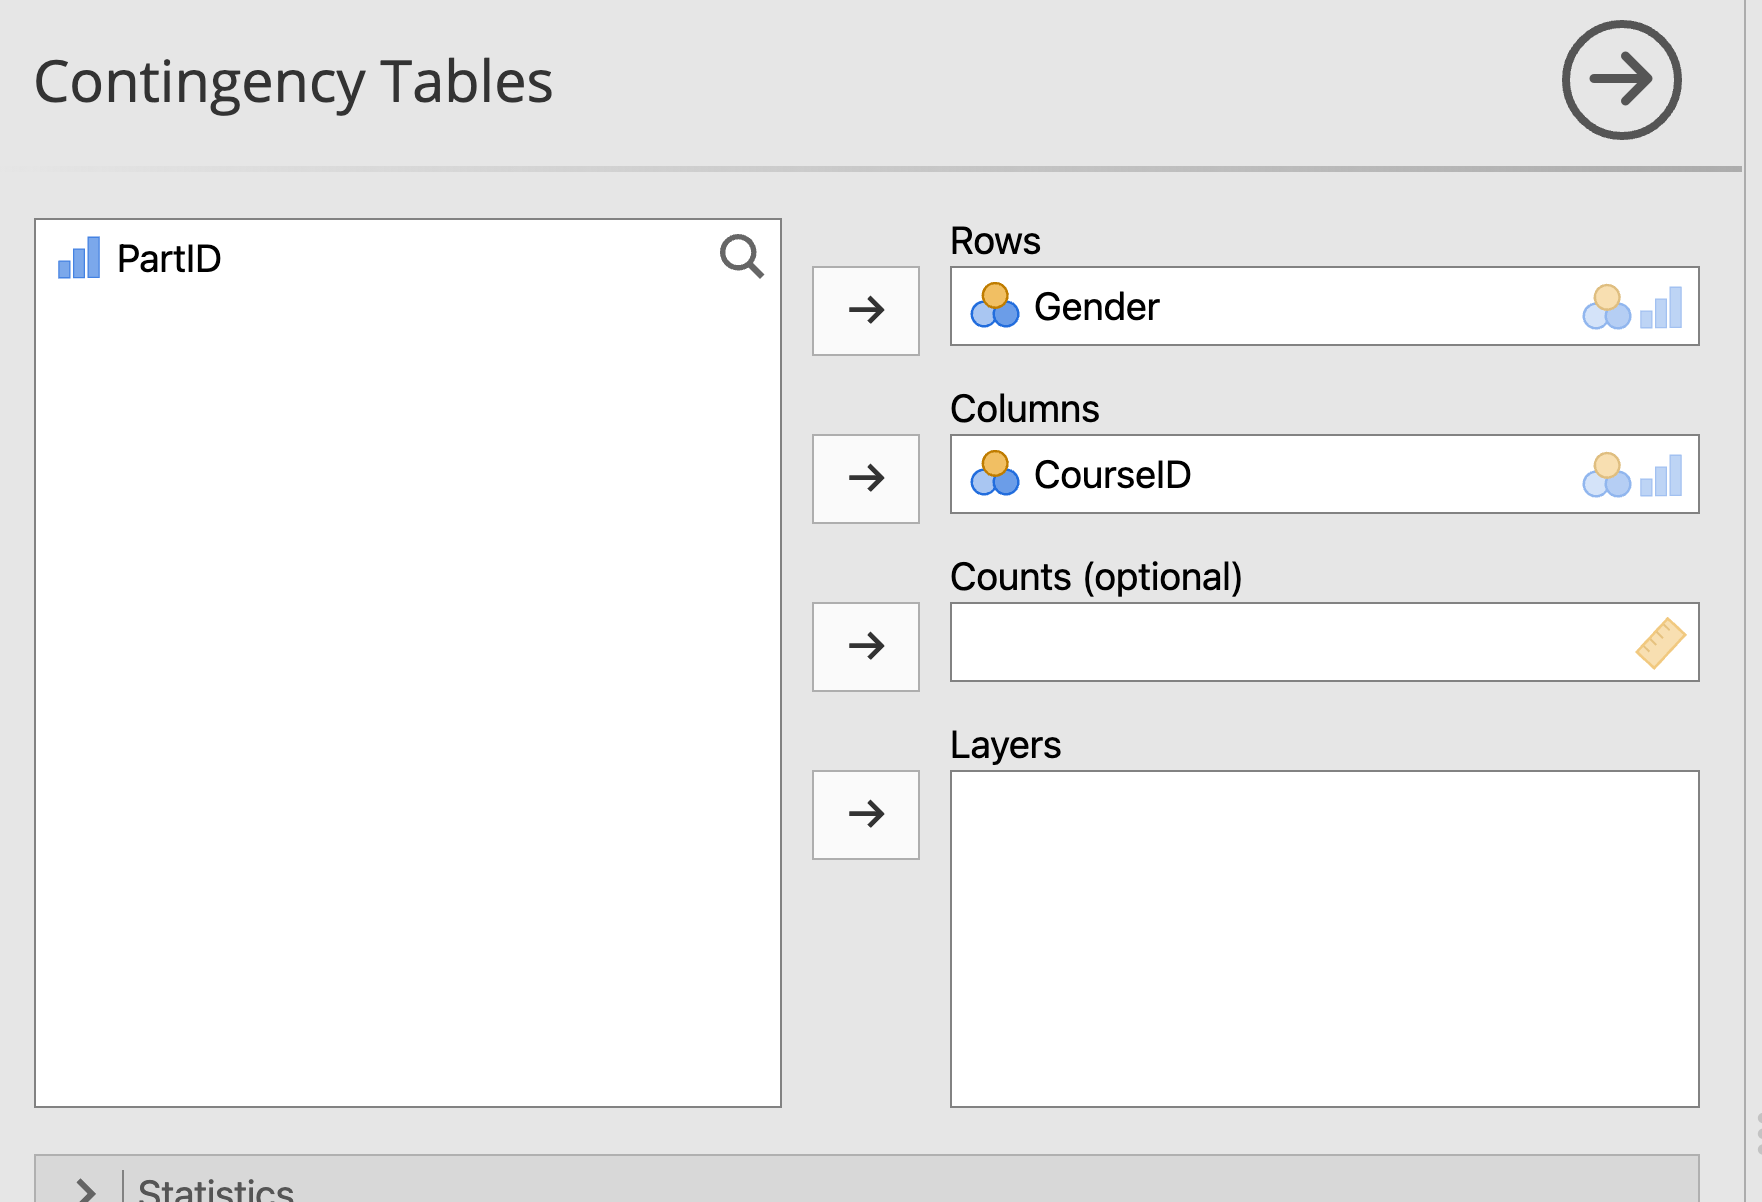 Contingency Tables
PartID
Rows
Gender
Columns
CourseID
Counts (optional)
Layers
Statistics